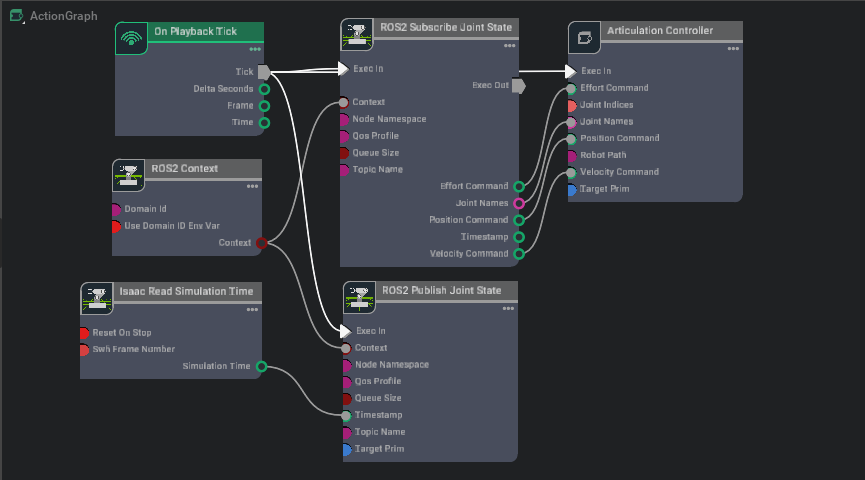 ActionGraph
On Playback Tick
Tick
Delta Seconds
Frame
Time
ROS2 Subscribe Joint State
Exec In
Exec Out
Context
Node Namespace
Qos Profile
Queue Size
Topic Name
Effort Command
Joint Names
Position Command
Timestamp
Velocity Command
Articulation Controller
Exec In
Effort Command
Joint Indices
Joint Names
Position Command
Robot Path
Velocity Command
Target Prim
ROS2 Context
Domain Id
Use Domain ID Env Var
Context
Isaac Read Simulation Time
Reset On Stop
Swh Frame Number
Simulation Time
ROS2 Publish Joint State
Exec In
Context
Node Namespace
Qos Profile
Queue Size
Timestamp
Topic Name
Target Prim